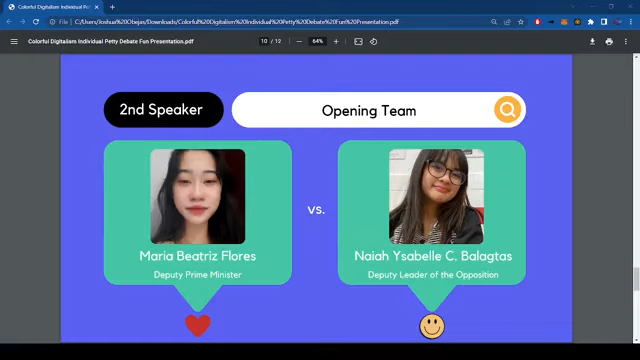 Colorful Digitalism Individual Pe
File
C:/Users/Joshua%20Obejas/Downloads/Colorful%20Digitalism%20Individual%20Petty%20Debate%20Fun%20Presentation.pdf
Colorful Digitalism Individual Petty Debate Fun Presentation.pdf
10 / 12
64%
2nd Speaker
Opening Team
vs.
Maria Beatriz Flores
Deputy Prime Minister
Naiah Ysabelle C. Balagtas
Deputy Leader of the Opposition